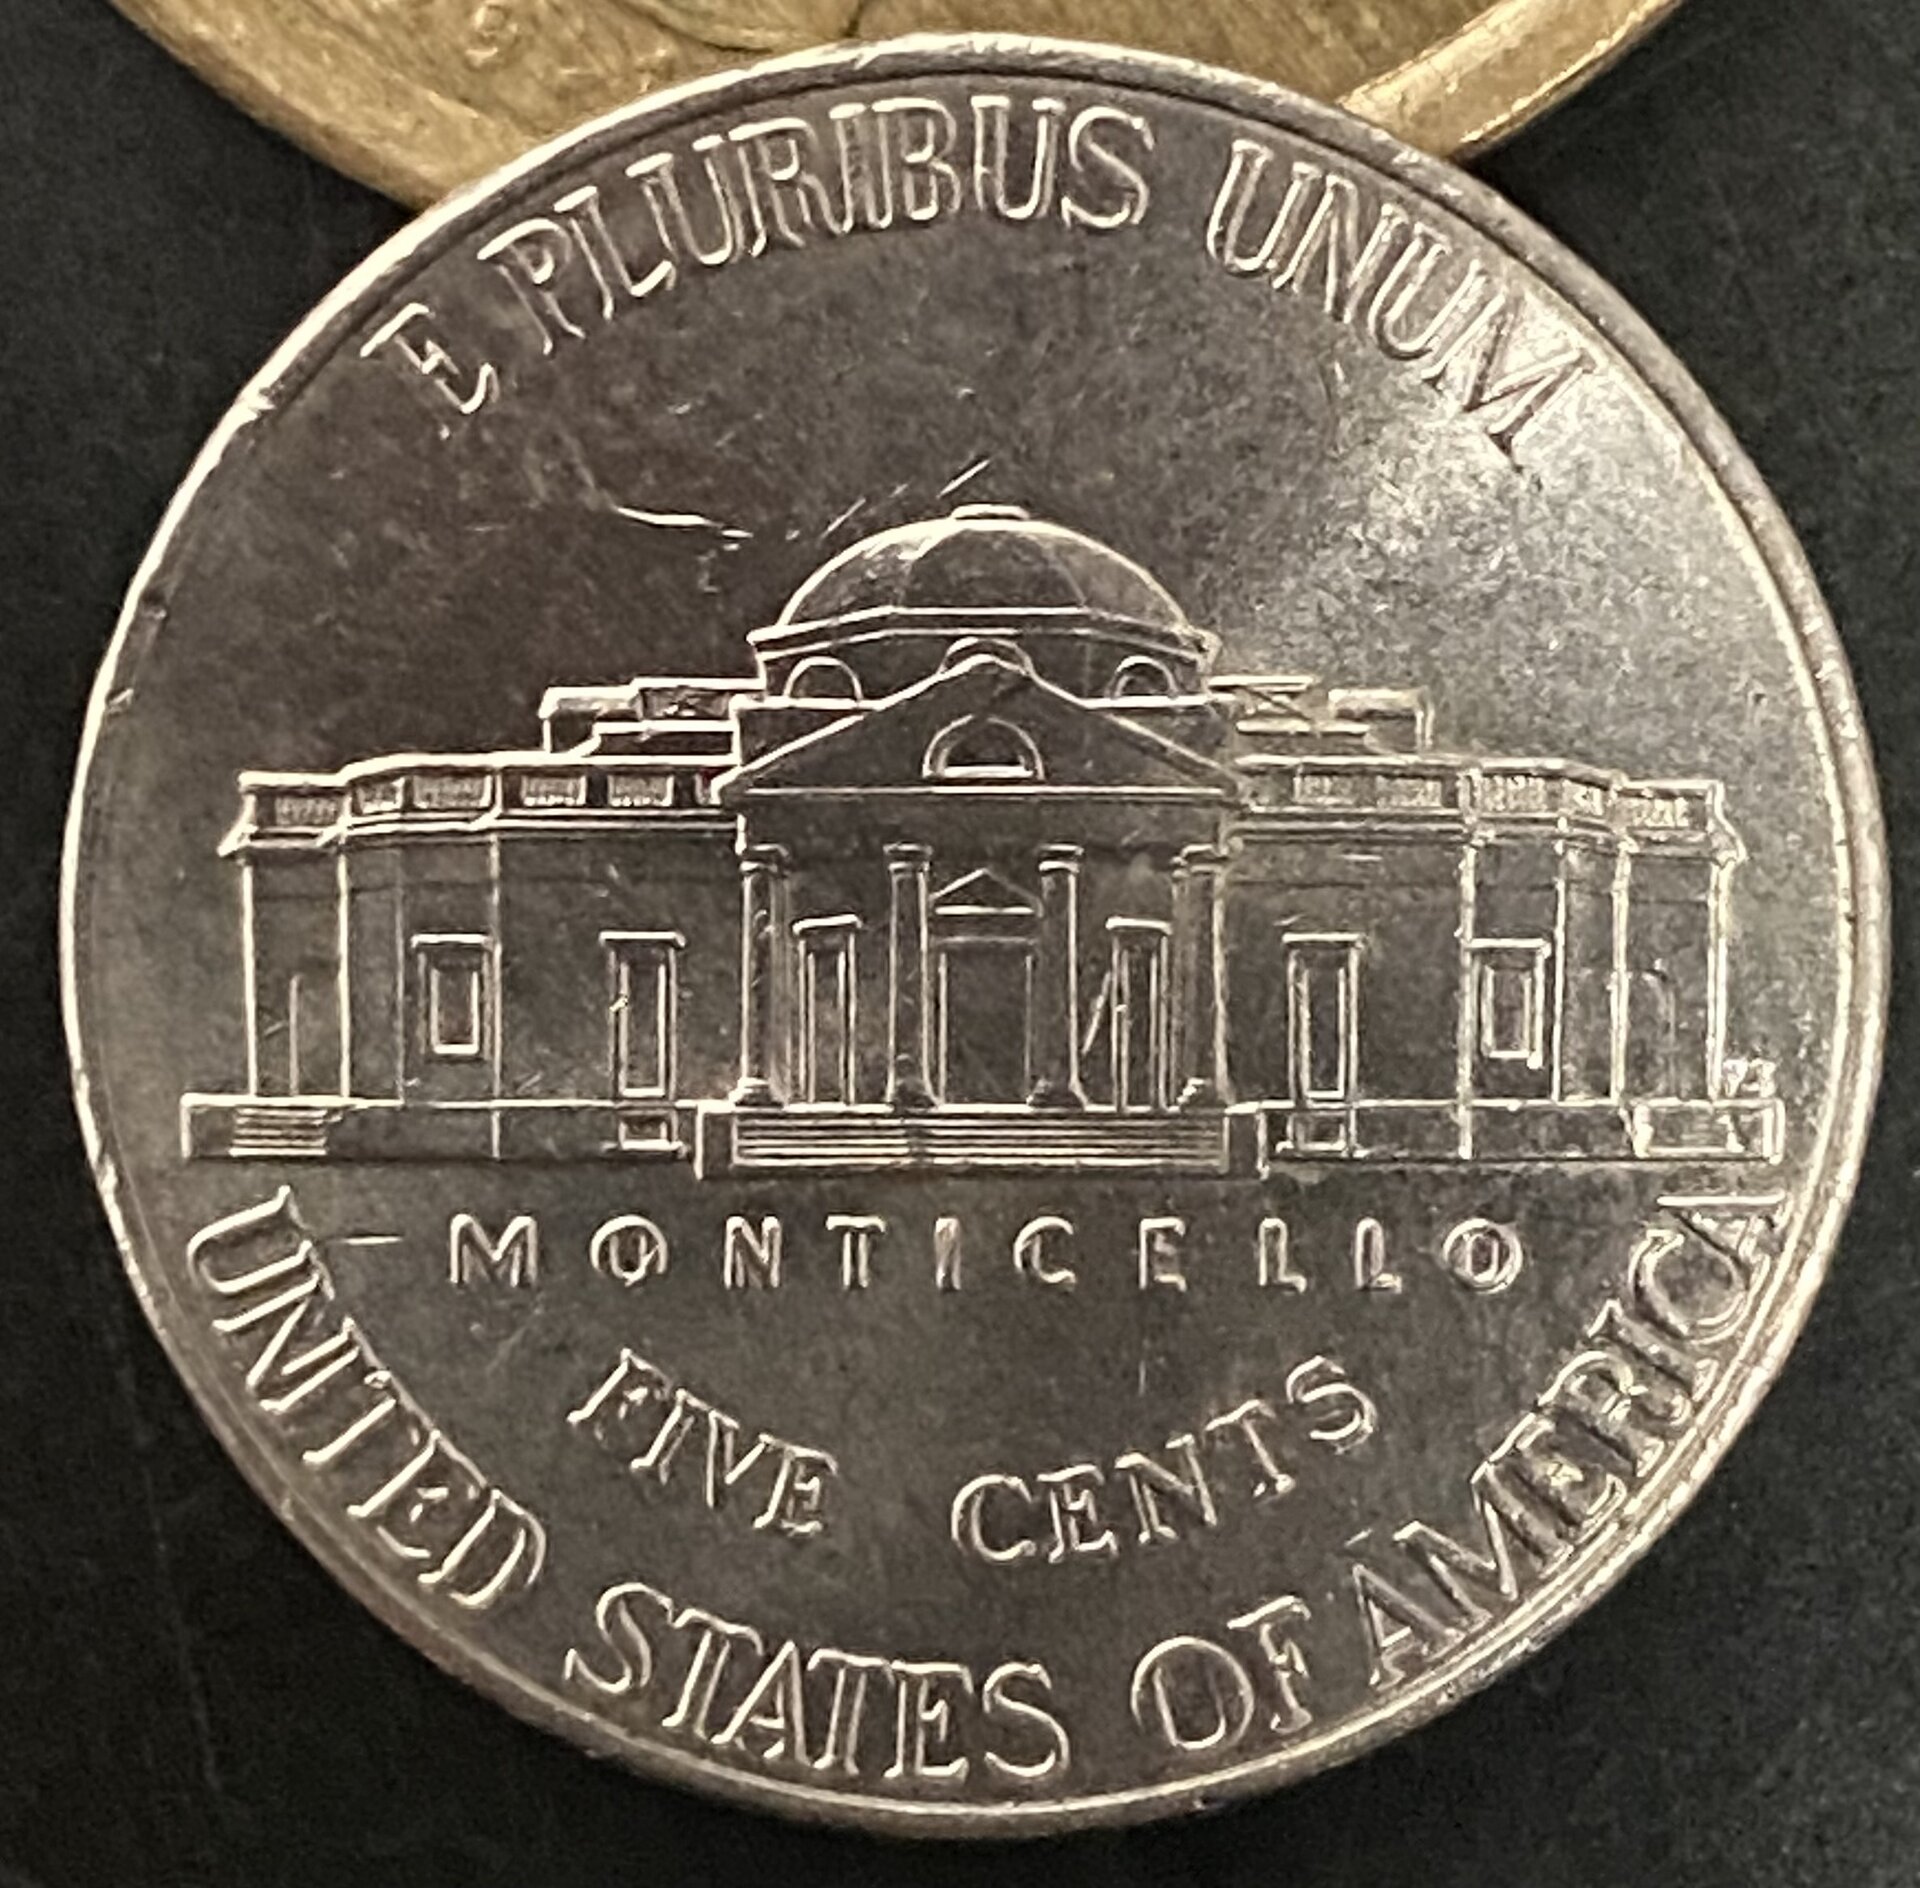 E PLURIBUS UNUM
MONTICELLO
FIVE CENTS
UNITED STATES OF AMERICA